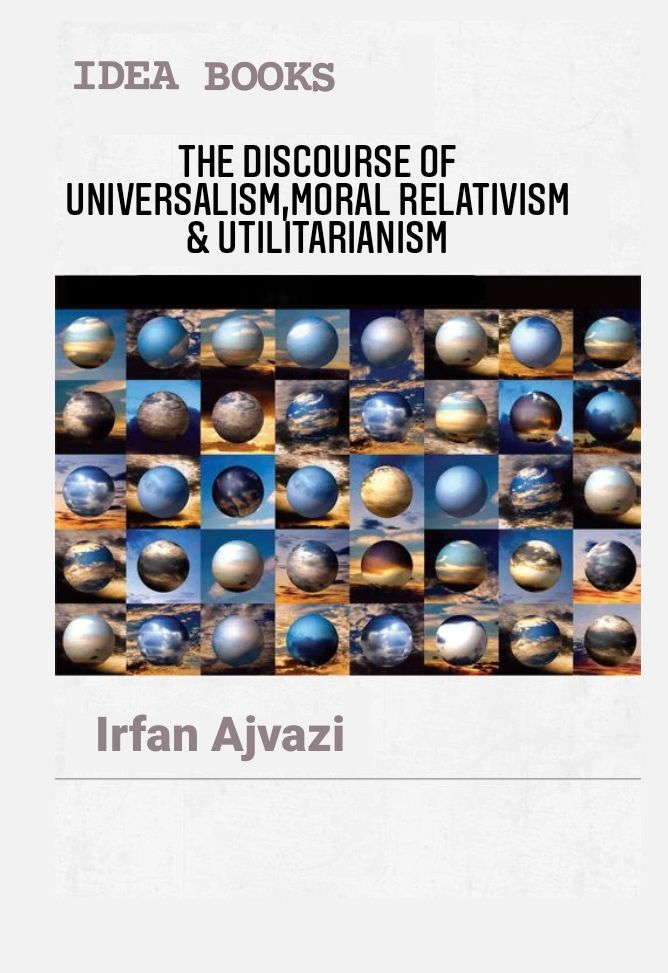 IDEA BOOKS
THE DISCOURSE OF
UNIVERSALISM,MORAL RELATIVISM
& UTILITARIANISM
Irfan Ajvazi